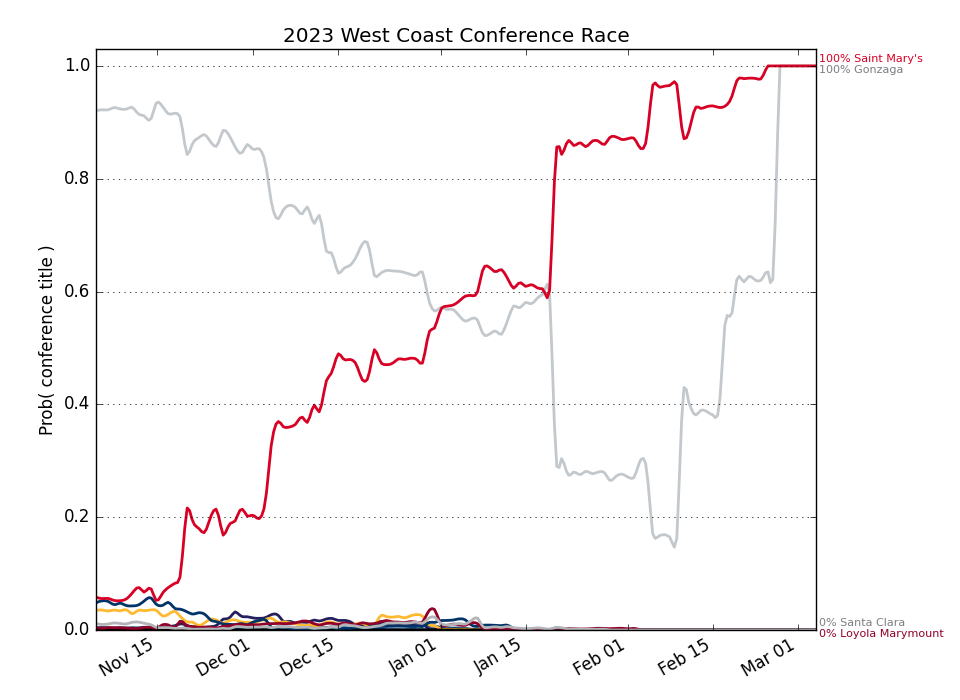 2023 West Coast Conference Race
Prob( conference title )
1.0
0.8
0.6
0.4
0.2
0.0
Nov 15
Dec 01
Dec 15
Jan 01
Jan 15
Feb 01
Feb 15
Mar 01
100% Saint Mary's
100% Gonzaga
0% Santa Clara
0% Loyola Marymount